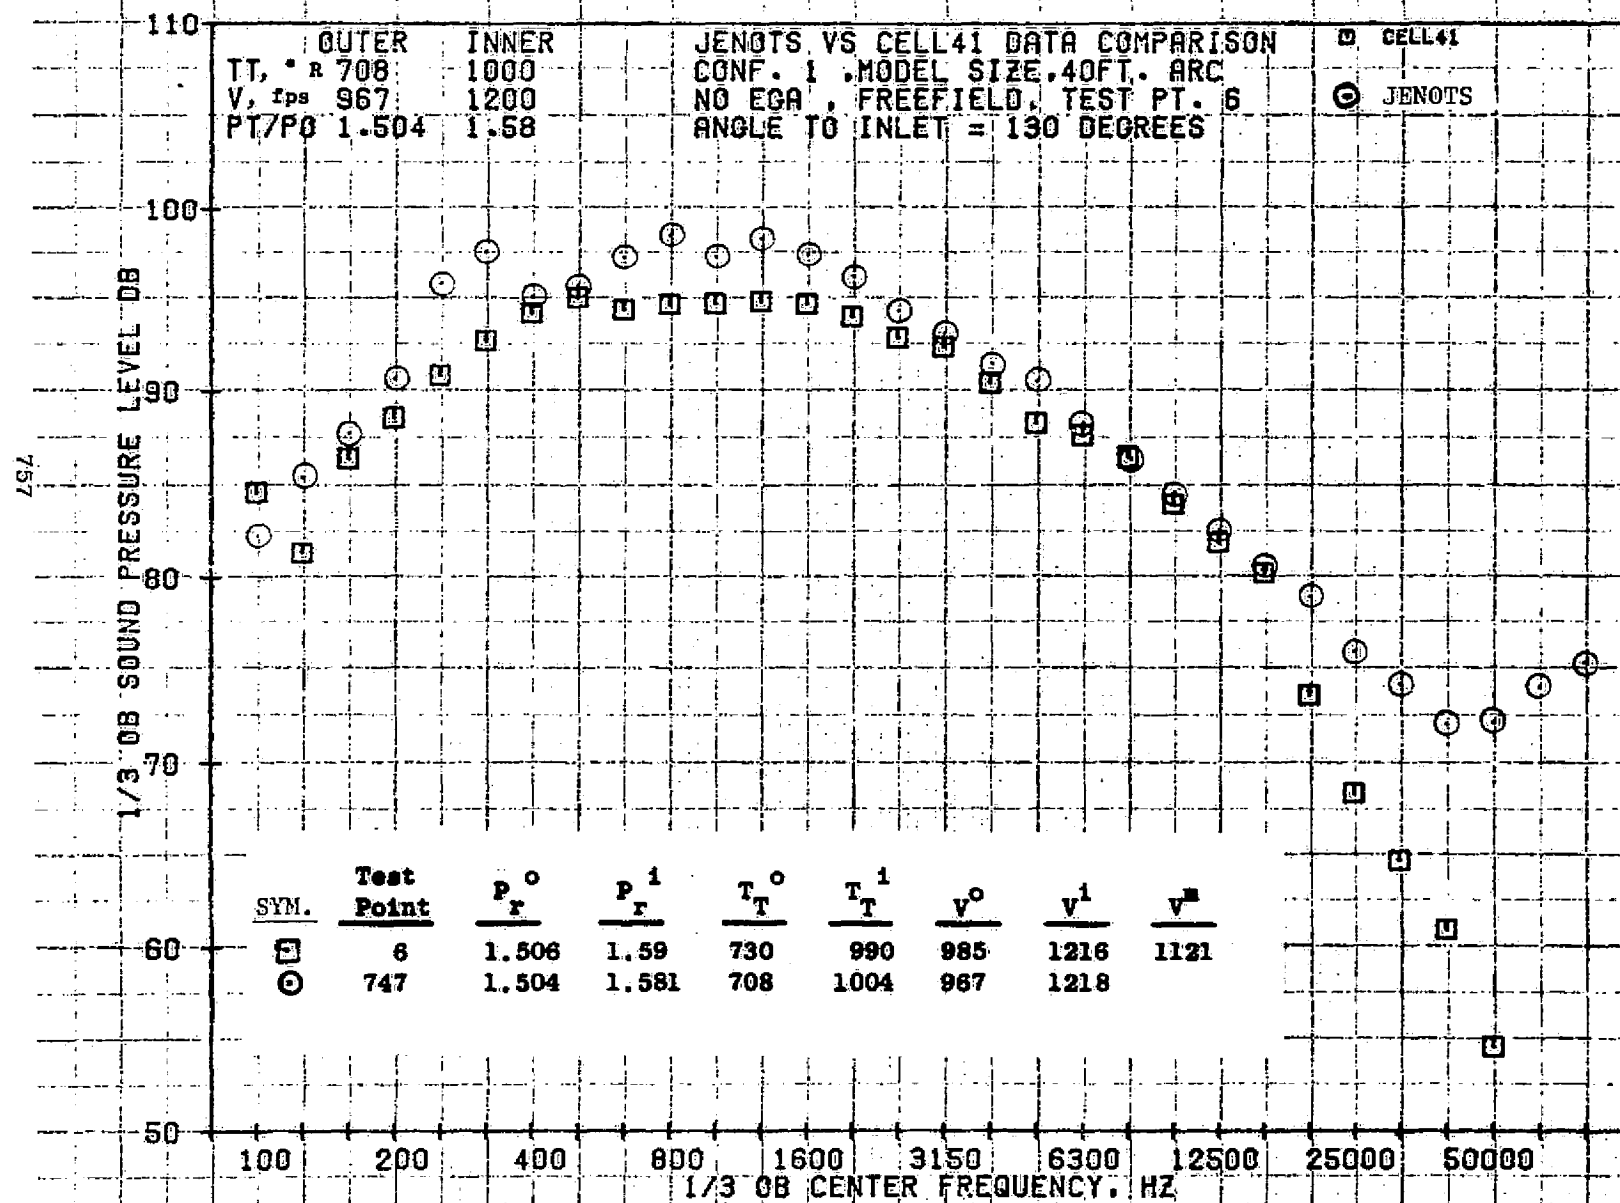 110
OUTER INNER
TT, ° R 708 1000
V, fps 967 1200
PT/PO 1.504 1.58
JENOTS VS CELL41 DATA COMPARISON
CONF. 1 .MODEL SIZE.40FT. ARC
NO EGA , FREEFIELD, TEST PT. 6
ANGLE TO INLET = 130 DEGREES
CELL41
JENOTS
100
90
80
70
60
50
1/3 OB SOUND PRESSURE LEVEL DB
757
SYM. Test Point Pr^o Pr^i TT^o TT^i V^o V^i V^m
6 1.506 1.59 730 990 985 1216 1121
747 1.504 1.581 708 1004 967 1218
100 200 400 800 1600 3150 6300 12500 25000 50000
1/3 OB CENTER FREQUENCY, HZ